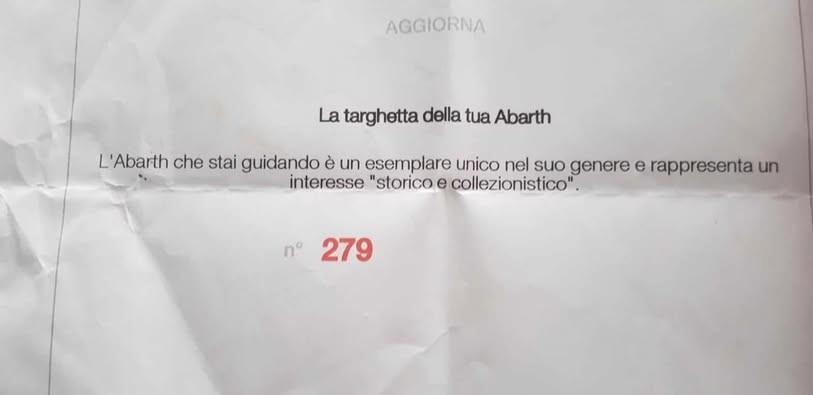 AGGIORNA
La targhetta della tua Abarth
L'Abarth che stai guidando è un esemplare unico nel suo genere e rappresenta un
interesse "storico e collezionistico".
n° 279